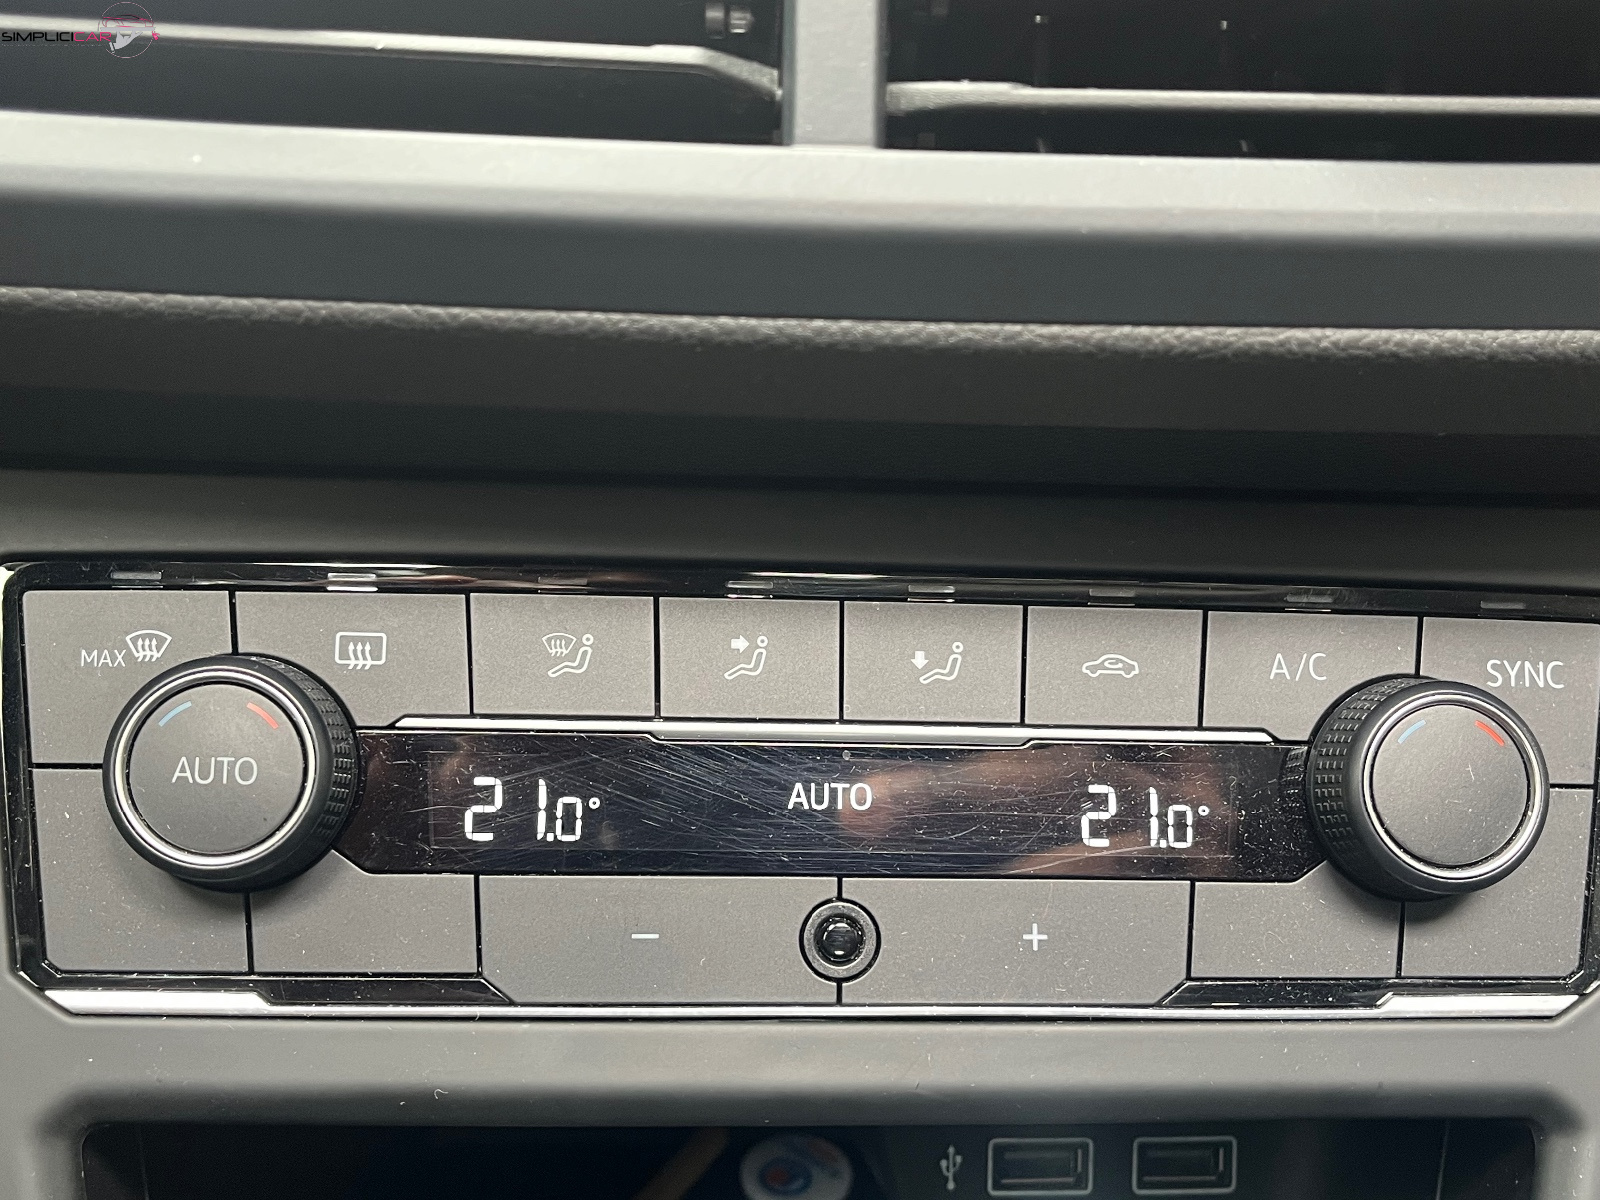 SIMPLICICAR
MAX
A/C
SYNC
AUTO
21.0°
AUTO
21.0°
−
+